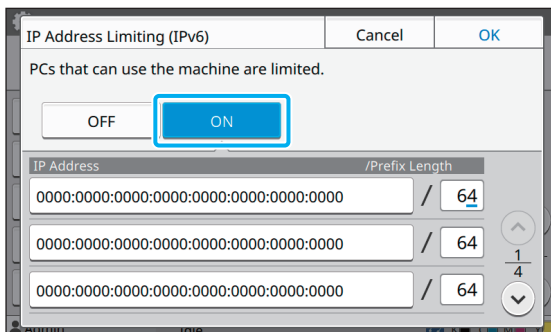 IP Address Limiting (IPv6) Cancel OK
PCs that can use the machine are limited.
OFF ON
IP Address /Prefix Length
0000:0000:0000:0000:0000:0000:0000:0000 / 64
0000:0000:0000:0000:0000:0000:0000:0000 / 64
1
4
0000:0000:0000:0000:0000:0000:0000:0000 / 64
Admin Idle